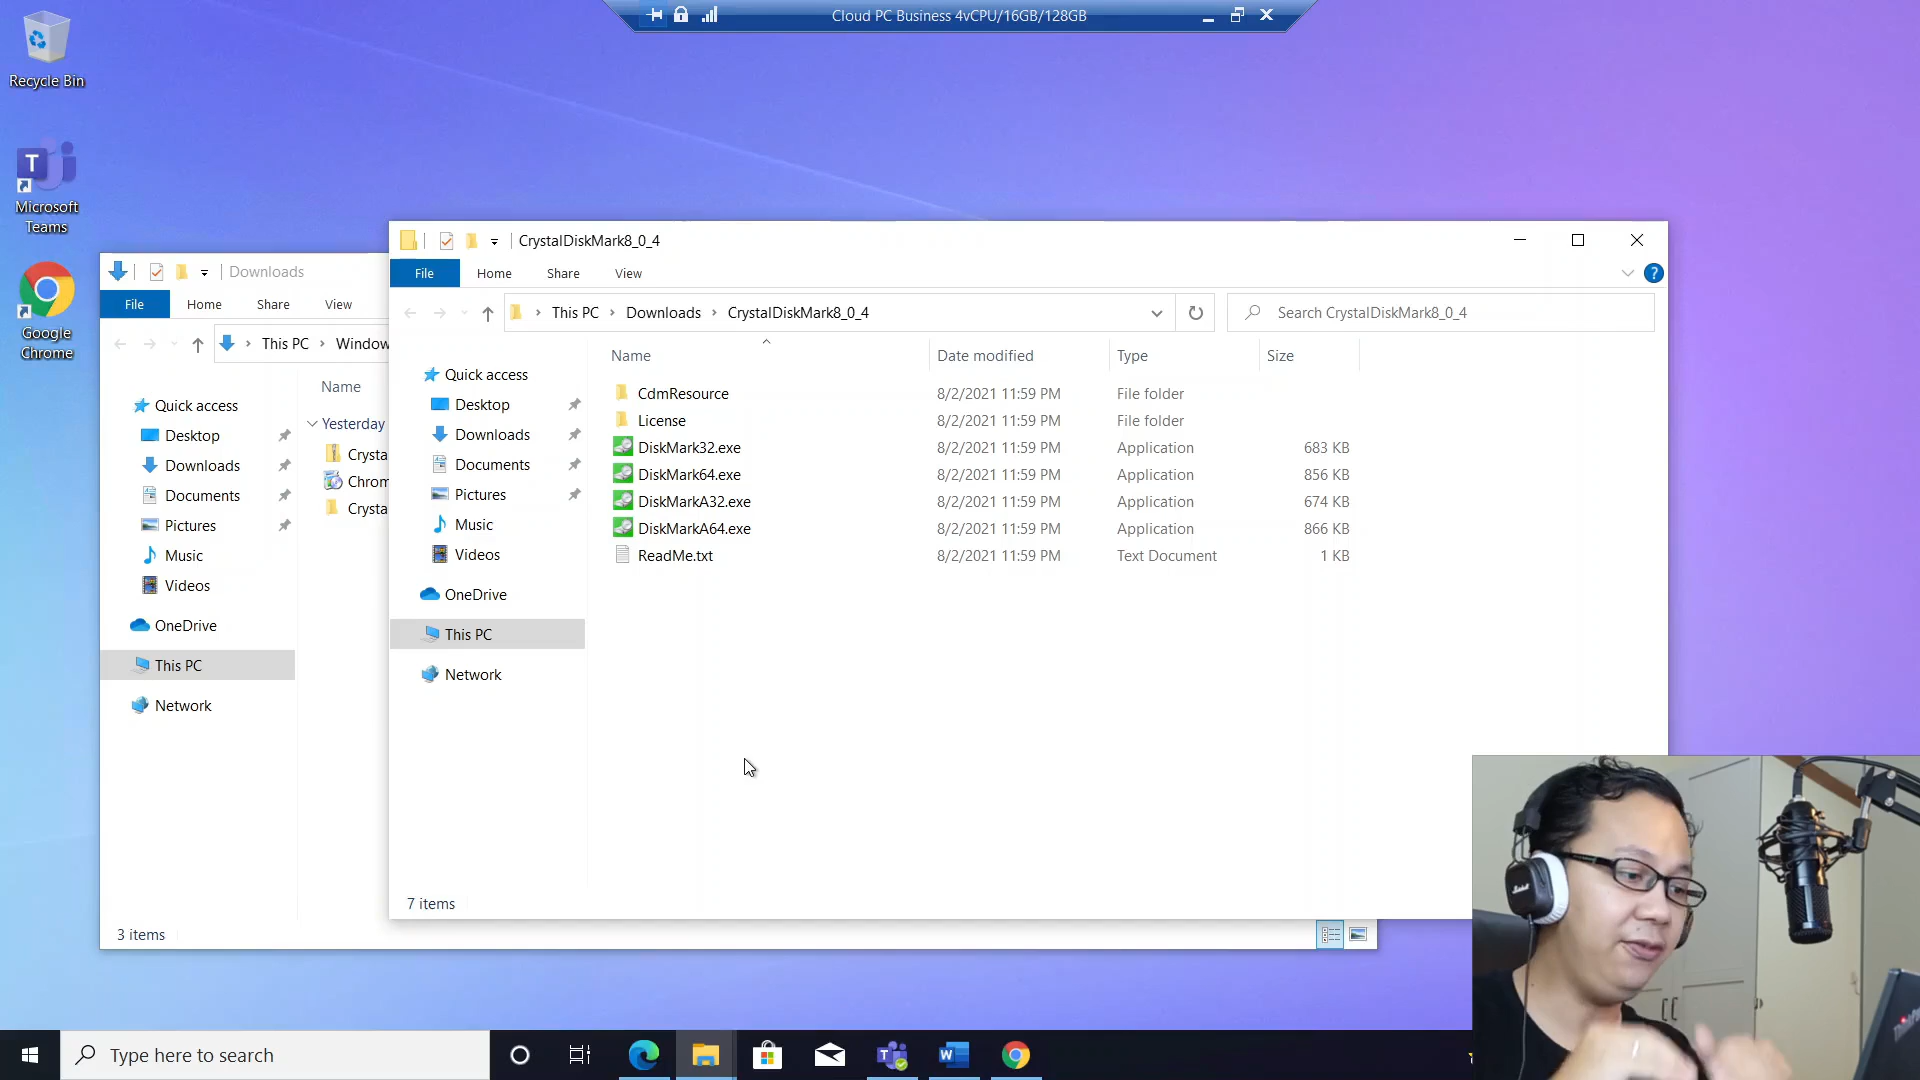 Cloud PC Business 4vCPU/16GB/128GB
Recycle Bin
Microsoft
Teams
Google
Chrome
Downloads
File Home Share View
This PC
Name
Quick access
Desktop
Downloads
Documents
Pictures
Music
Videos
OneDrive
This PC
Network
Yesterday
3 items
CrystalDiskMark8_0_4
File Home Share View
This PC Downloads CrystalDiskMark8_0_4
Search CrystalDiskMark8_0_4
Quick access
Desktop
Downloads
Documents
Pictures
Music
Videos
OneDrive
This PC
Network
Name Date modified Type Size
CdmResource 8/2/2021 11:59 PM File folder
License 8/2/2021 11:59 PM File folder
DiskMark32.exe 8/2/2021 11:59 PM Application 683 KB
DiskMark64.exe 8/2/2021 11:59 PM Application 856 KB
DiskMarkA32.exe 8/2/2021 11:59 PM Application 674 KB
DiskMarkA64.exe 8/2/2021 11:59 PM Application 866 KB
ReadMe.txt 8/2/2021 11:59 PM Text Document 1 KB
7 items
Marshall
Type here to search